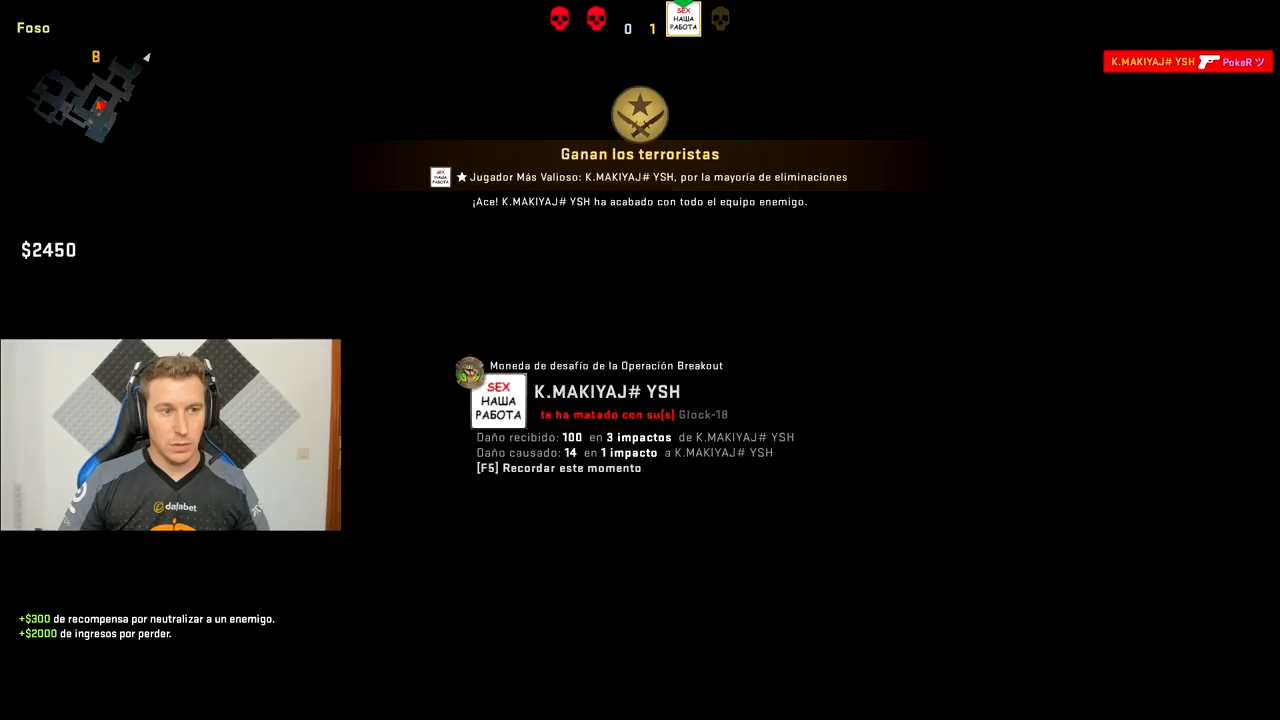 Foso
B
0 1
SEX
НАША
РАБОТА
K.MAKIYAJ# YSH PokeR ツ
Ganan los terroristas
SEX
НАША
РАБОТА
★ Jugador Más Valioso: K.MAKIYAJ# YSH, por la mayoría de eliminaciones
¡Ace! K.MAKIYAJ# YSH ha acabado con todo el equipo enemigo.
$2450
Moneda de desafío de la Operación Breakout
SEX
НАША
РАБОТА
K.MAKIYAJ# YSH
te ha matado con su(s) Glock-18
Daño recibido: 100 en 3 impactos de K.MAKIYAJ# YSH
Daño causado: 14 en 1 impacto a K.MAKIYAJ# YSH
[F5] Recordar este momento
dafabet
+$300 de recompensa por neutralizar a un enemigo.
+$2000 de ingresos por perder.